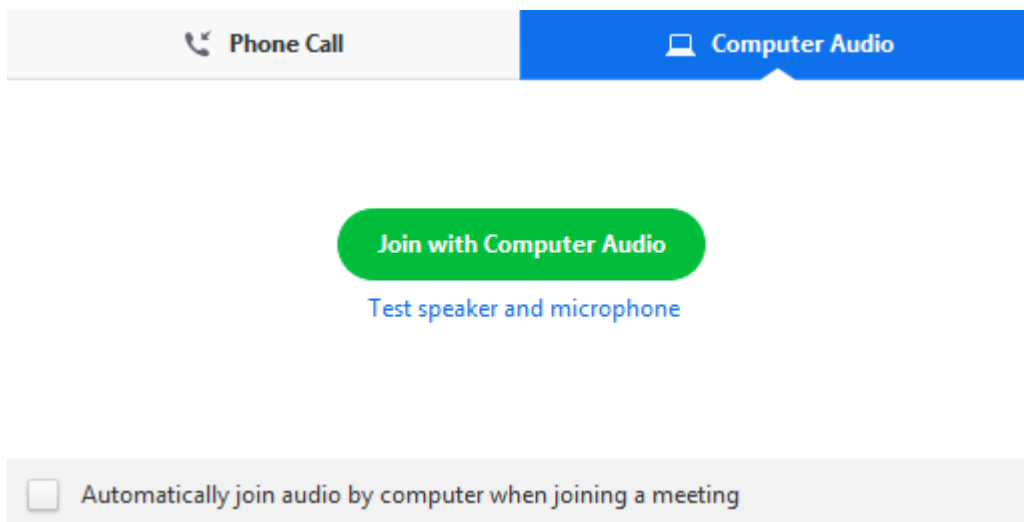 Phone Call
Computer Audio
Join with Computer Audio
Test speaker and microphone
Automatically join audio by computer when joining a meeting